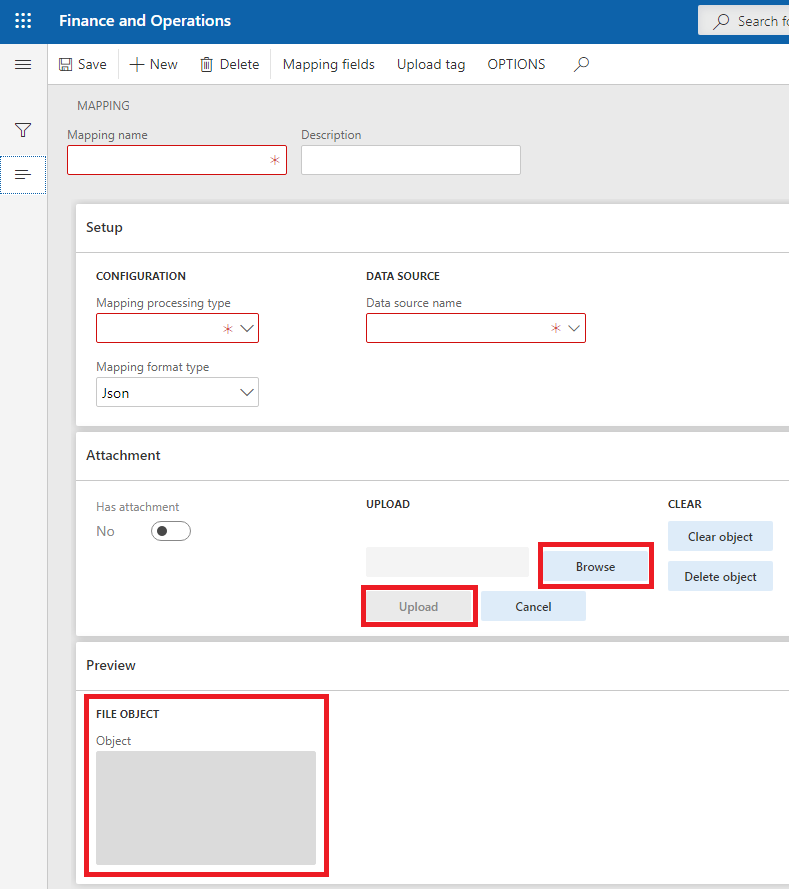 Finance and Operations
Search for
Save
New
Delete
Mapping fields
Upload tag
OPTIONS
MAPPING
Mapping name
Description
*
Setup
CONFIGURATION
DATA SOURCE
Mapping processing type
Data source name
*
*
Mapping format type
Json
Attachment
Has attachment
UPLOAD
CLEAR
No
Clear object
Browse
Delete object
Upload
Cancel
Preview
FILE OBJECT
Object